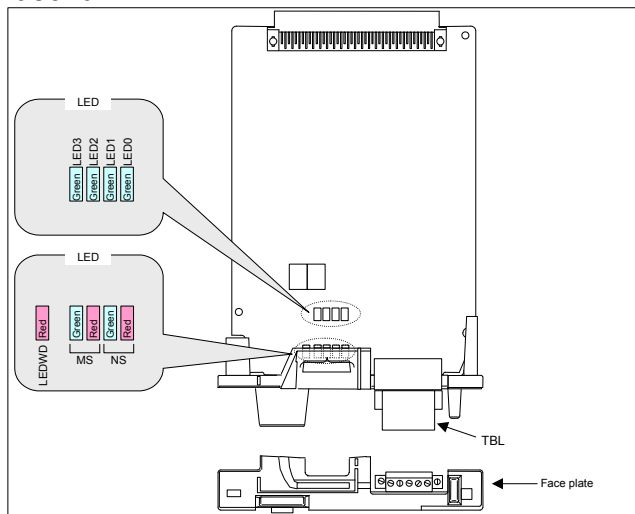 LED
LED3
LED2
LED1
LED0
Green
Green
Green
Green
LED
LEDWD
Red
Green
Red
Green
Red
MS
NS
TBL
Face plate